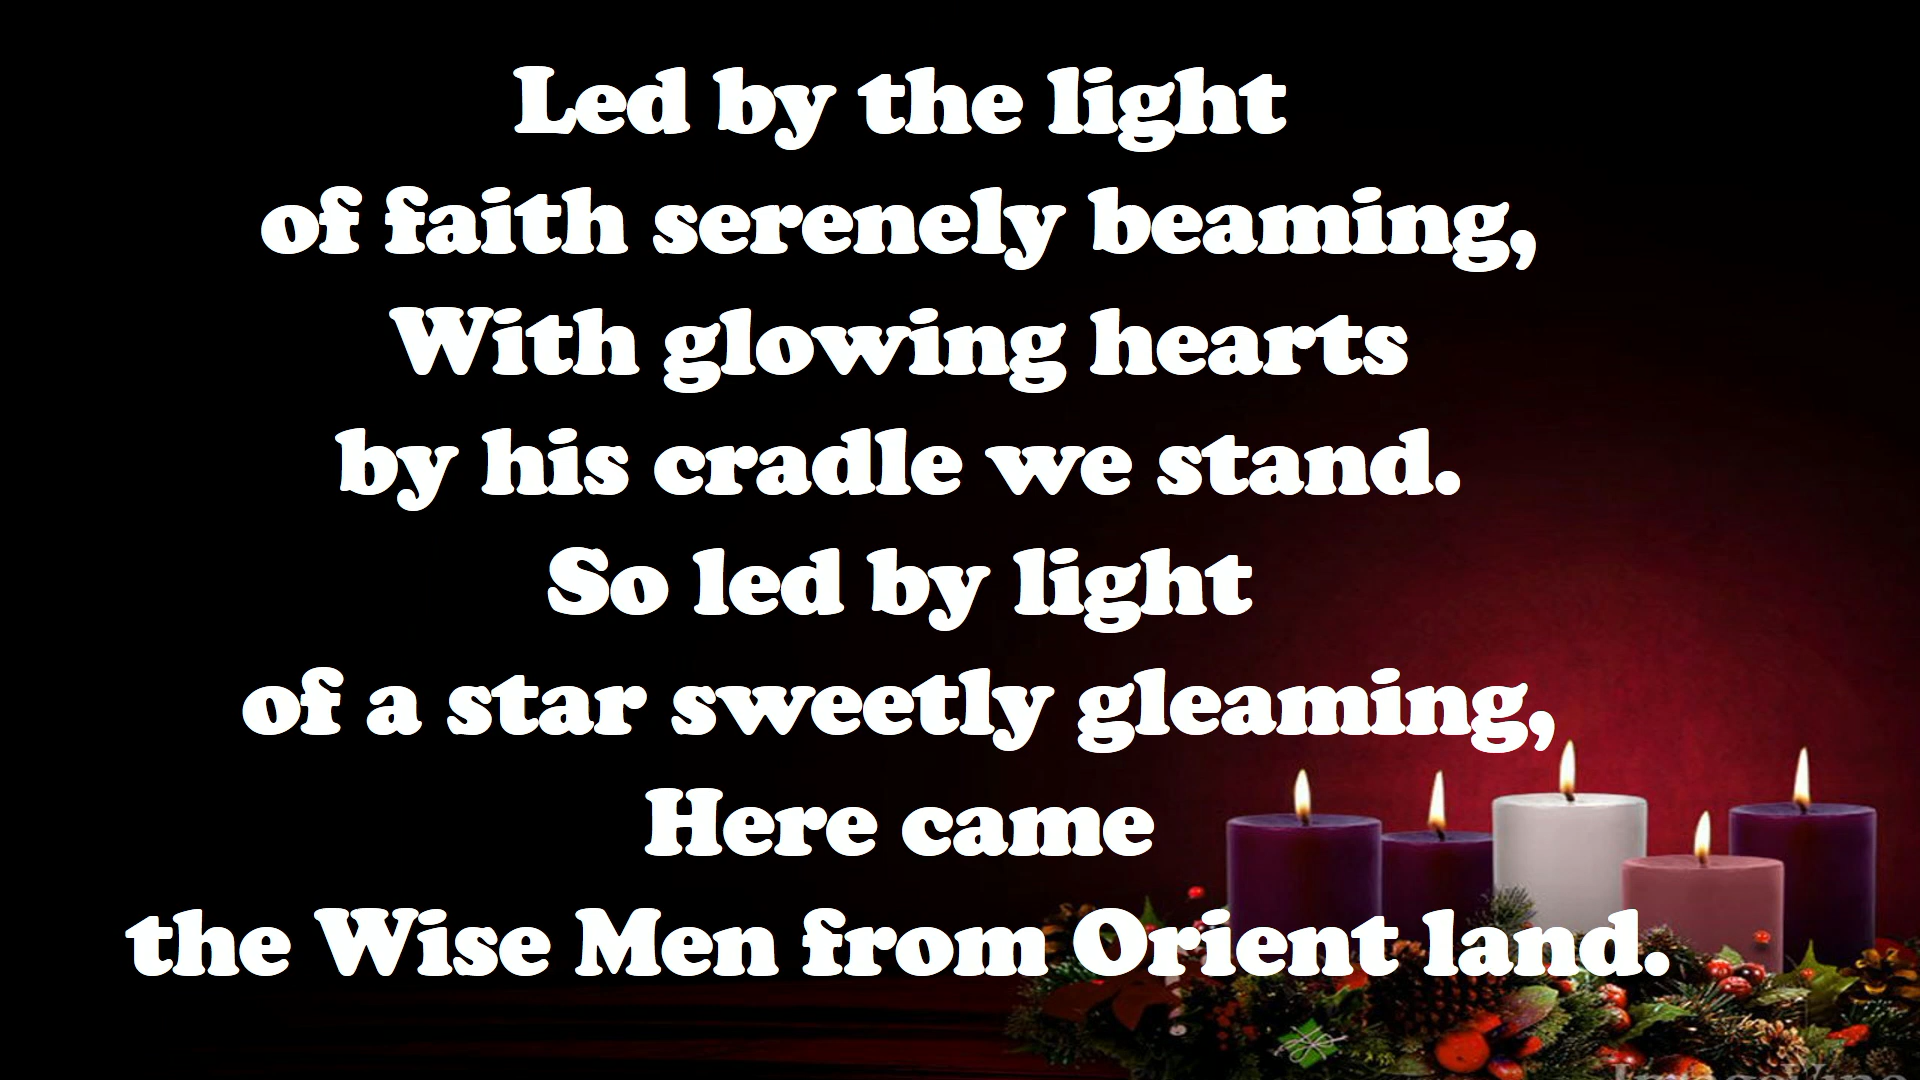 Led by the light
of faith serenely beaming,
With glowing hearts
by his cradle we stand.
So led by light
of a star sweetly gleaming,
Here came
the Wise Men from Orient land.